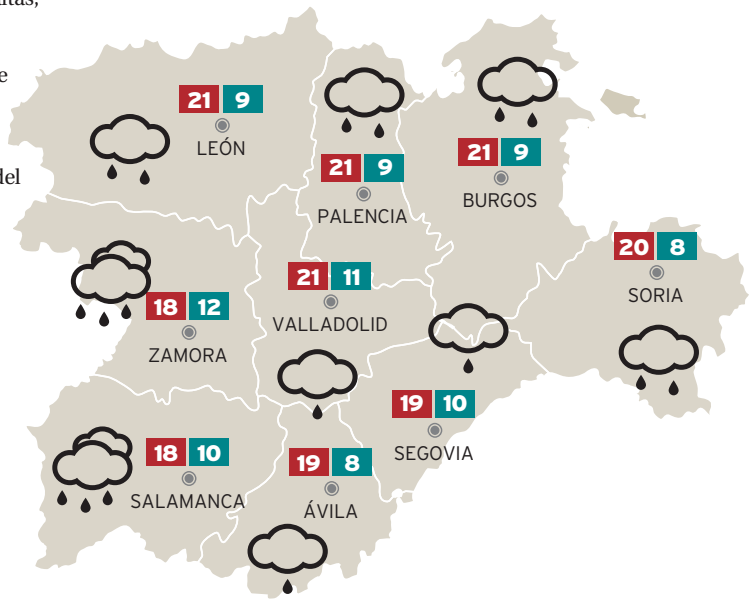 21 9
LEÓN
21 9
PALENCIA
21 9
BURGOS
20 8
SORIA
18 12
ZAMORA
21 11
VALLADOLID
19 10
SEGOVIA
18 10
SALAMANCA
19 8
ÁVILA